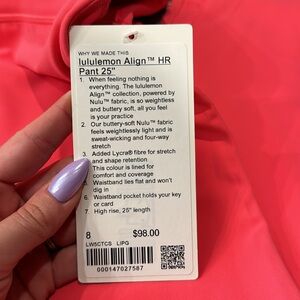 WHY WE MADE THIS
lululemon Align™ HR
Pant 25"
1. When feeling nothing is
everything. The lululemon
Align™ collection, powered by
Nulu™ fabric, is so weightless
and buttery soft, all you feel
is your practice
2. Our buttery-soft Nulu™ fabric
feels weightlessly light and is
sweat-wicking and four-way
stretch
3. Added Lycra® fibre for stretch
and shape retention
This colour is lined for
comfort and coverage
5. Waistband lies flat and won't
dig in
6. Waistband pocket holds your
key or card
7. High rise, 25" length
8 $98.00
LW5CTCS LIPG
000147027587